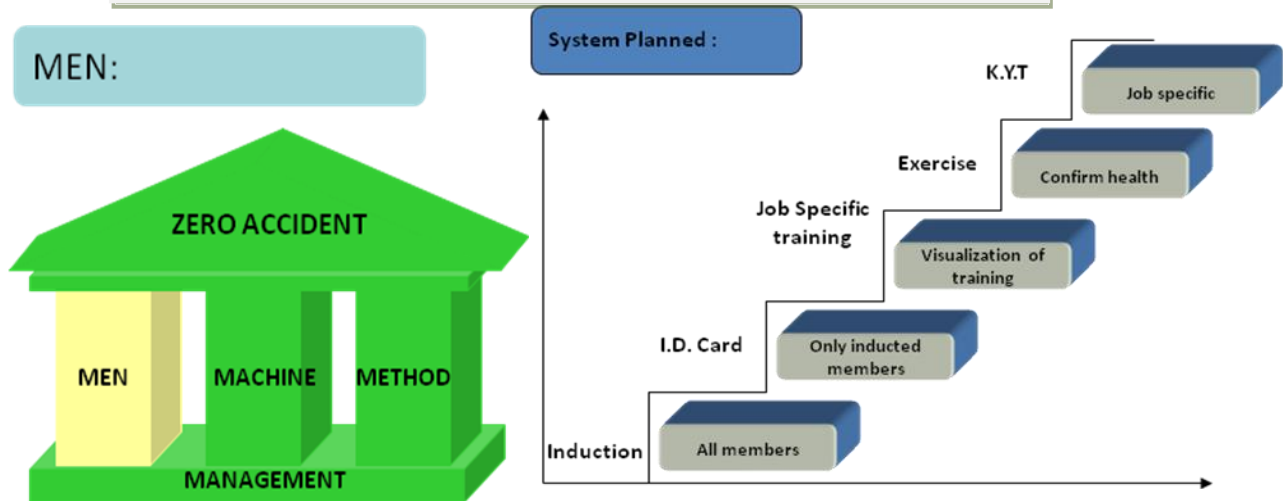 MEN:
ZERO ACCIDENT
MEN
MACHINE
METHOD
MANAGEMENT
System Planned :
K.Y.T
Job specific
Exercise
Confirm health
Job Specific
training
Visualization of
training
I.D. Card
Only inducted
members
Induction
All members